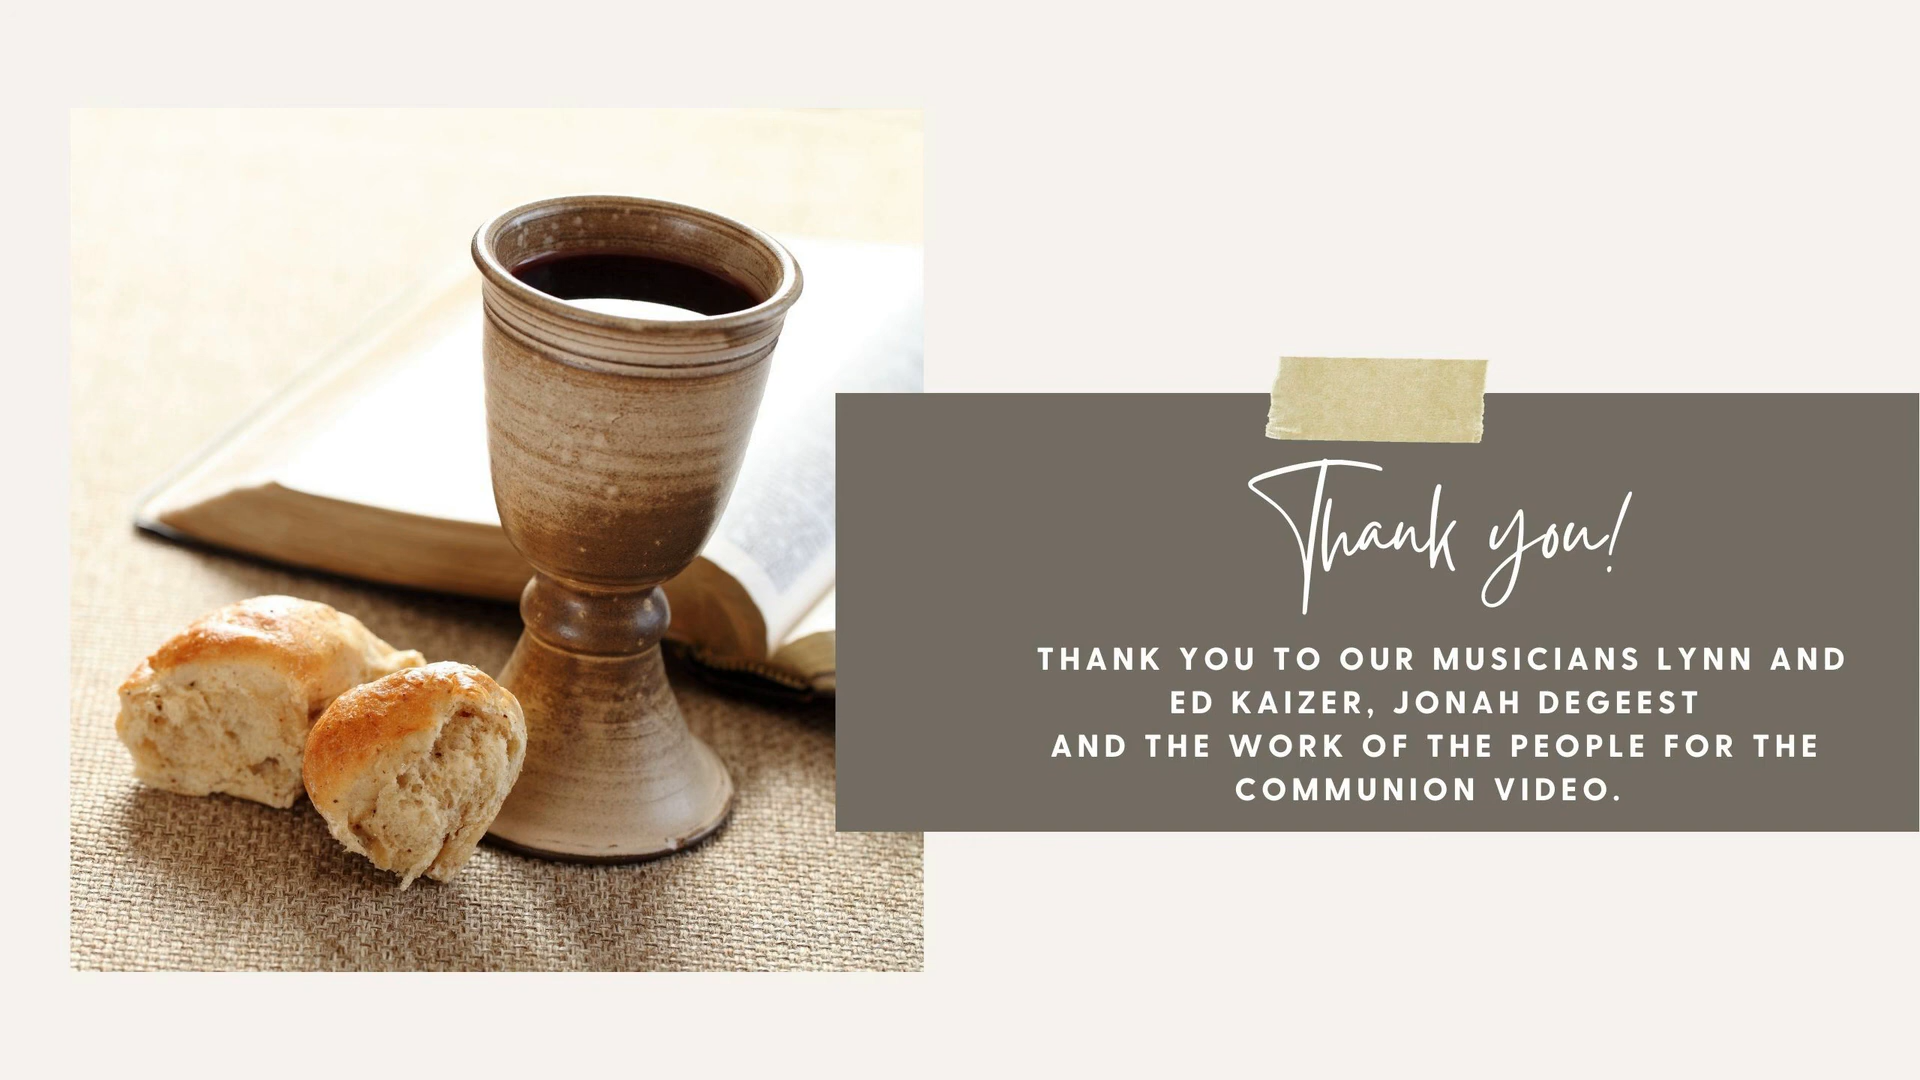 Thank you!
THANK YOU TO OUR MUSICIANS LYNN AND
ED KAIZER, JONAH DEGEEST
AND THE WORK OF THE PEOPLE FOR THE
COMMUNION VIDEO.